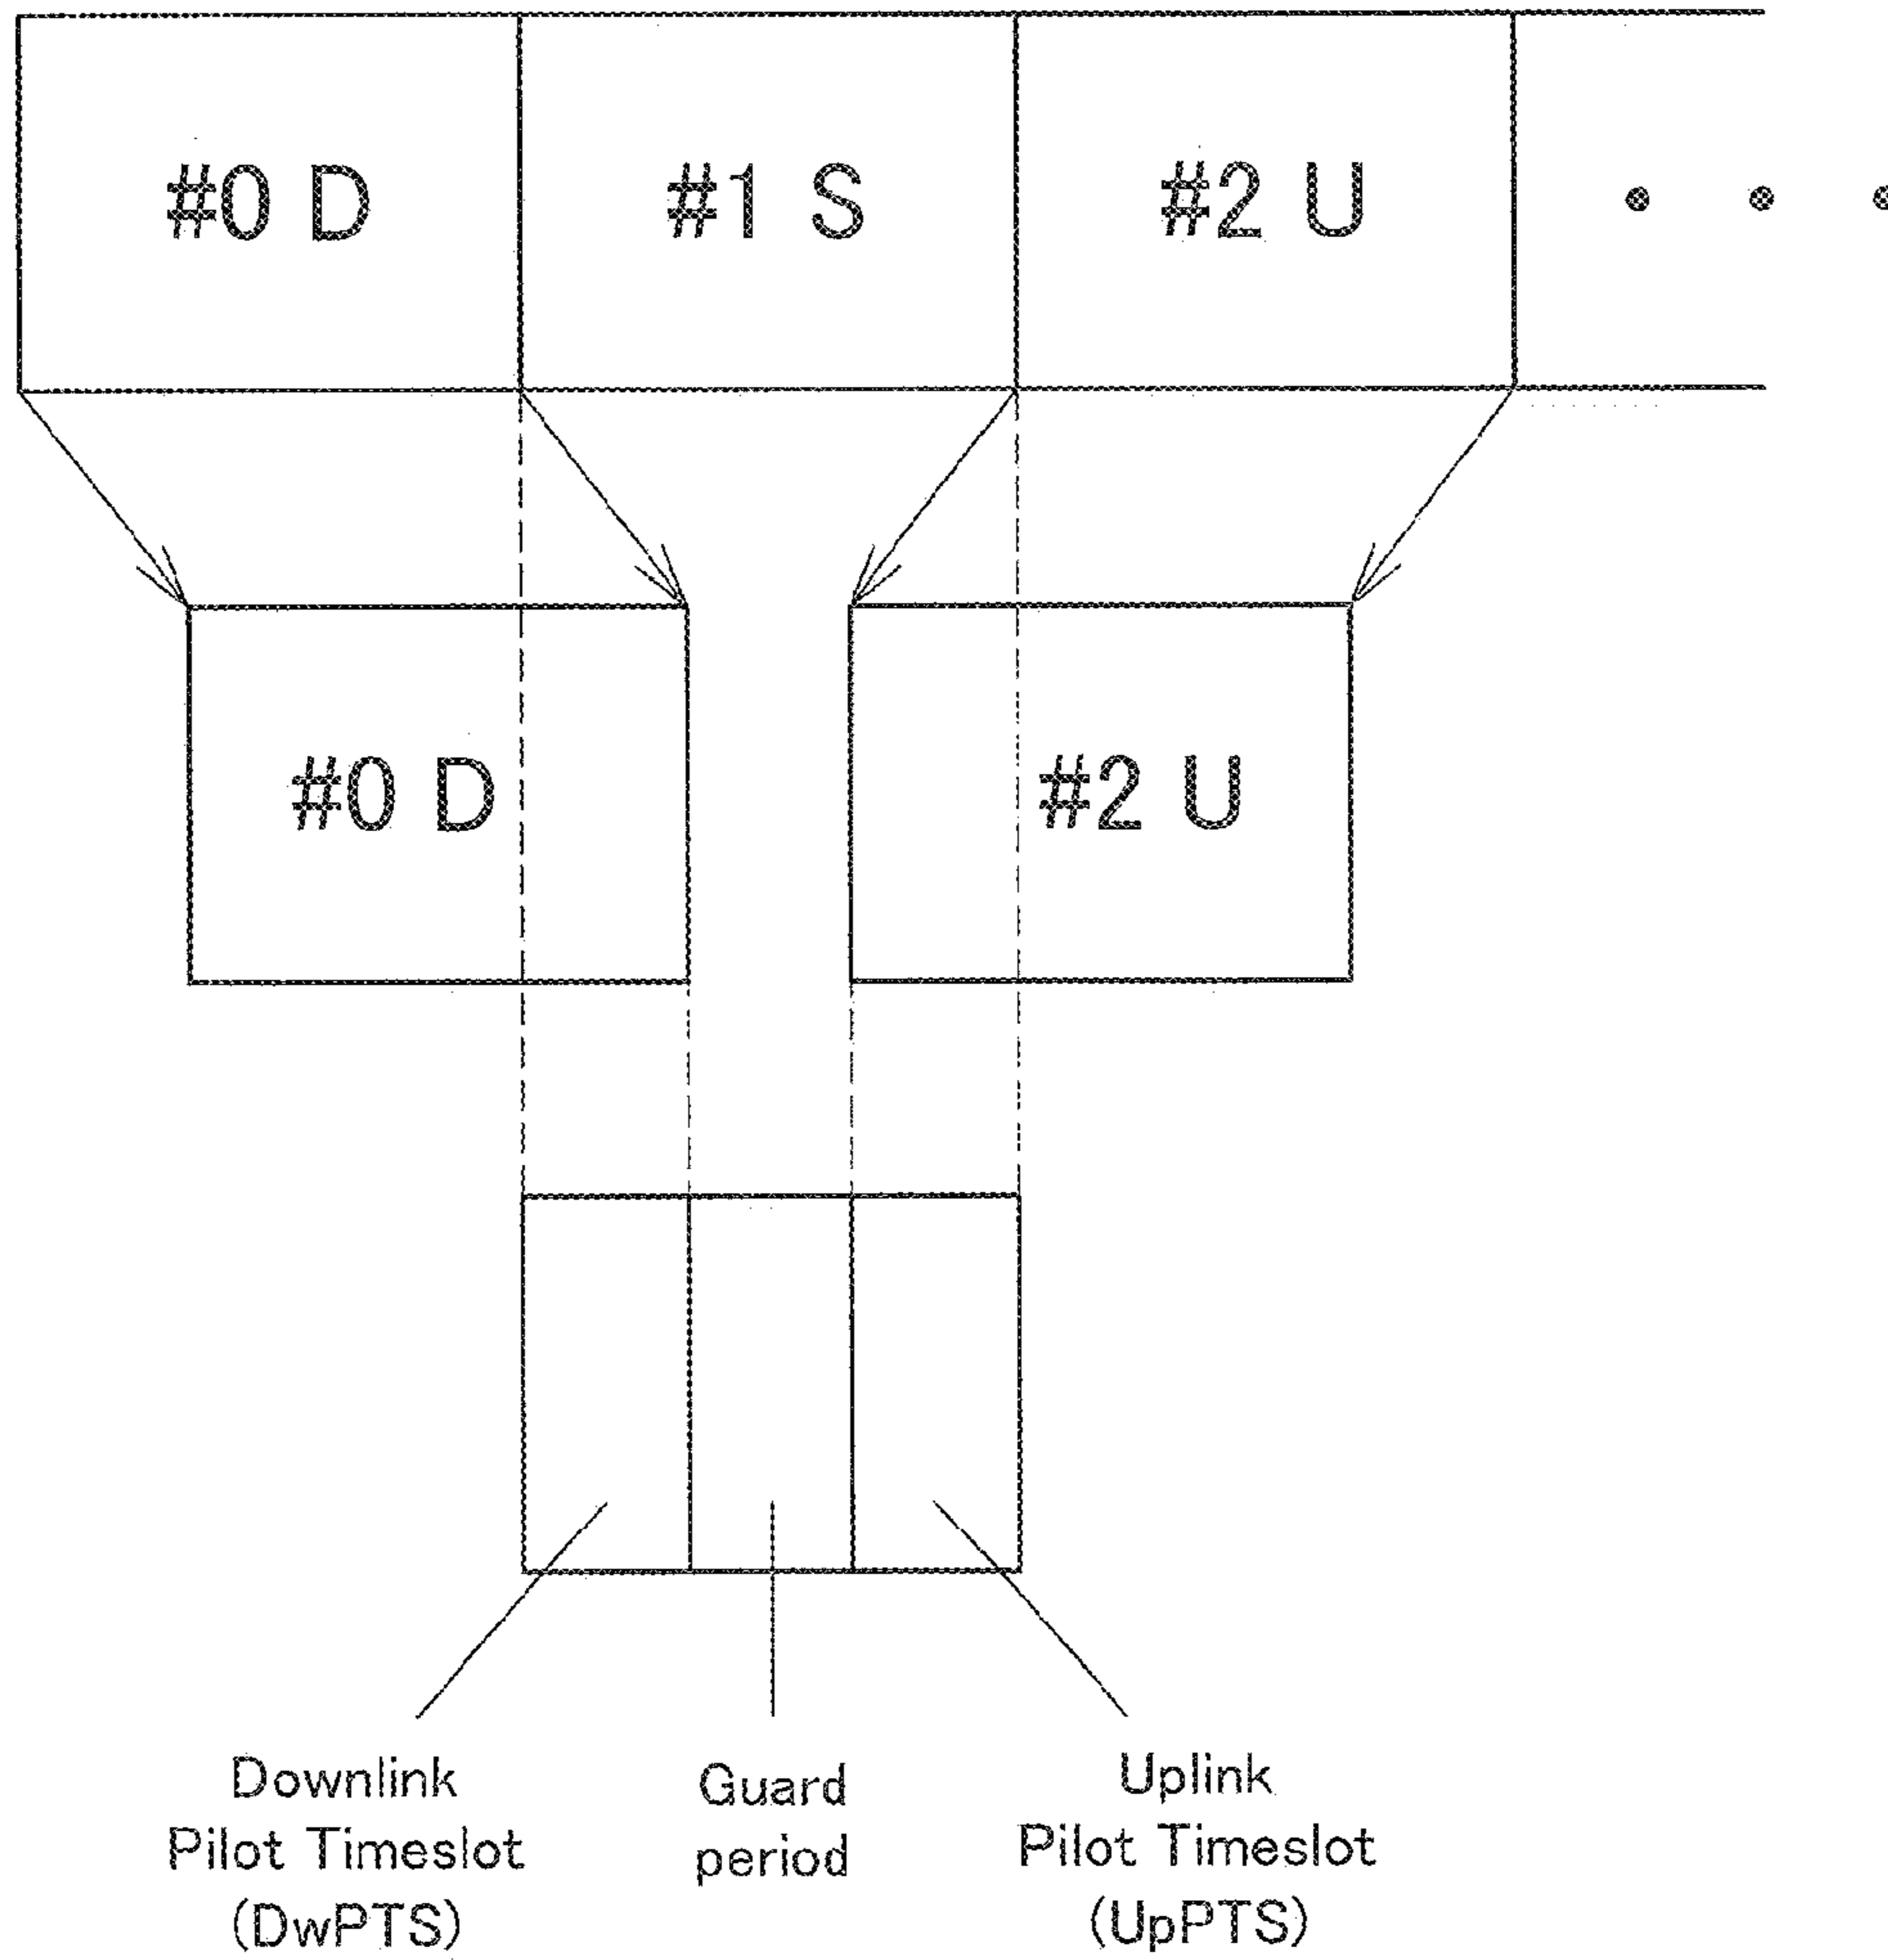 #0 D
#1 S
#2 U
#0 D
#2 U
Downlink
Pilot Timeslot
(DwPTS)
Guard
period
Uplink
Pilot Timeslot
(UpPTS)